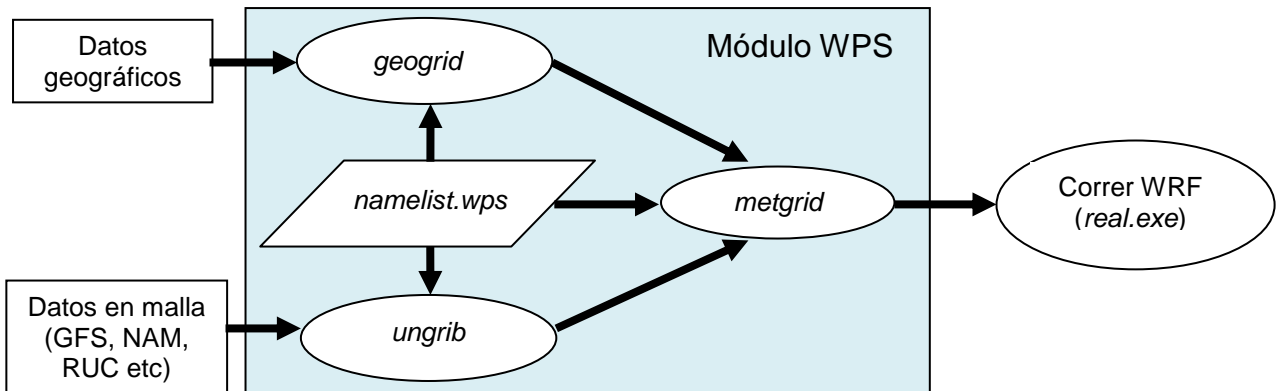 Datos
geográficos
geogrid
Módulo WPS
namelist.wps
metgrid
Correr WRF
(real.exe)
Datos en malla
(GFS, NAM,
RUC etc)
ungrib